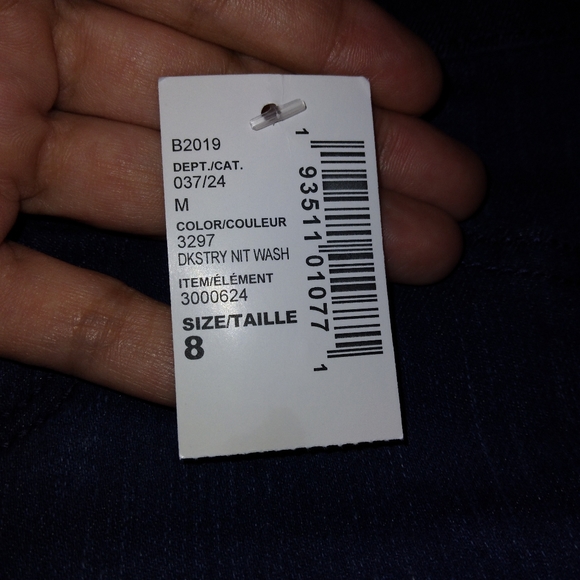 B2019
DEPT./CAT.
037/24
M
COLOR/COULEUR
3297
DKSTRY NIT WASH
ITEM/ÉLÉMENT
3000624
SIZE/TAILLE
8
1 93511 01077 1